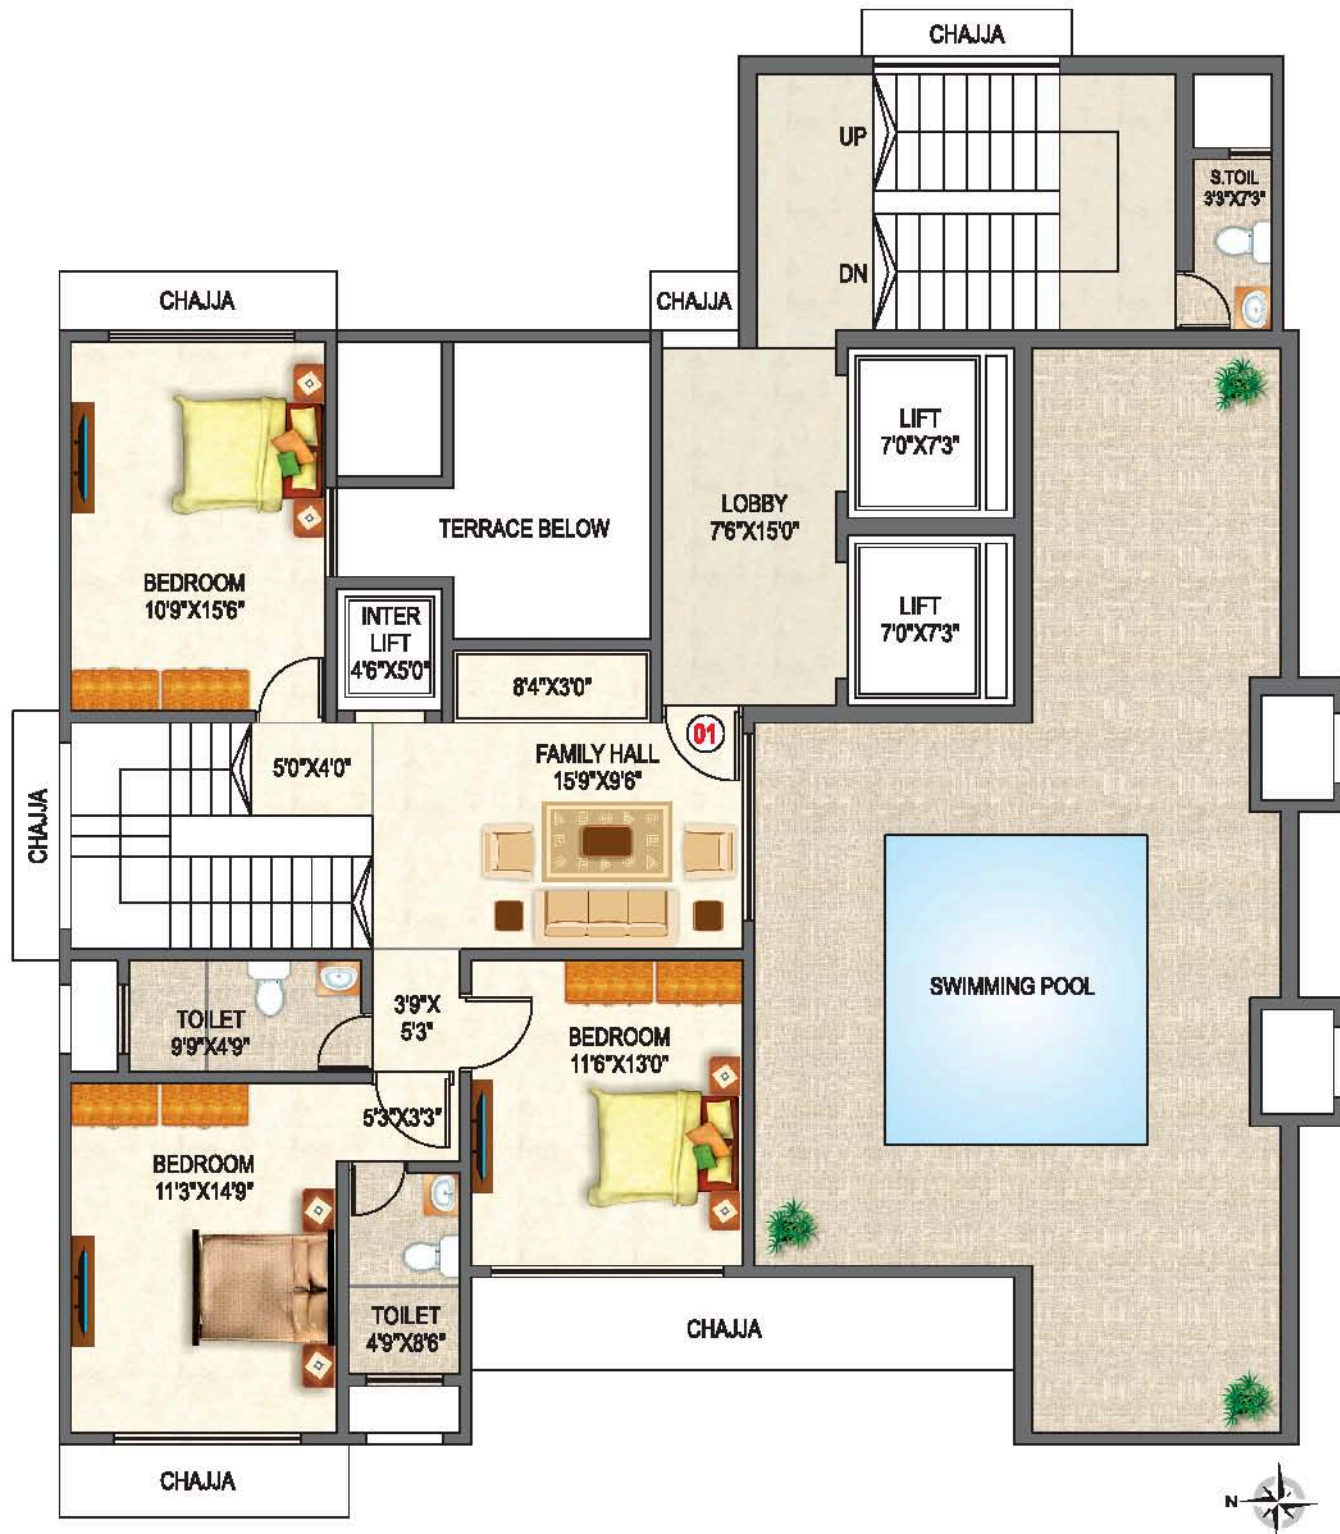 CHAJJA
UP
S.TOIL
3'3"X7'3"
DN
CHAJJA
CHAJJA
LIFT
7'0"X7'3"
LOBBY
7'6"X15'0"
TERRACE BELOW
BEDROOM
10'9"X15'6"
INTER
LIFT
4'6"X5'0"
LIFT
7'0"X7'3"
8'4"X3'0"
01
FAMILY HALL
15'9"X9'6"
5'0"X4'0"
CHAJJA
SWIMMING POOL
3'9"X
5'3"
TOILET
9'9"X4'9"
BEDROOM
11'6"X13'0"
5'3"X3'3"
BEDROOM
11'3"X14'9"
TOILET
4'9"X8'6"
CHAJJA
CHAJJA
N